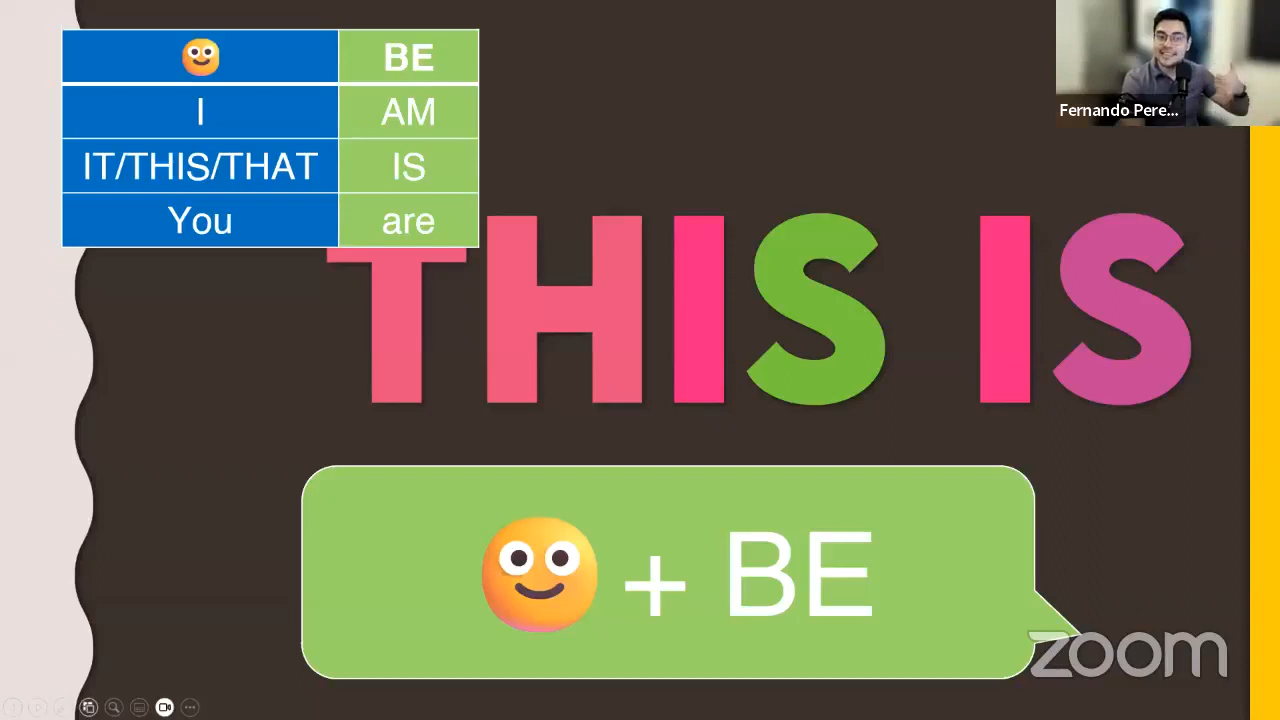 BE
I AM
IT/THIS/THAT IS
You are
Fernando Pere...
THIS IS
+ BE
zoom